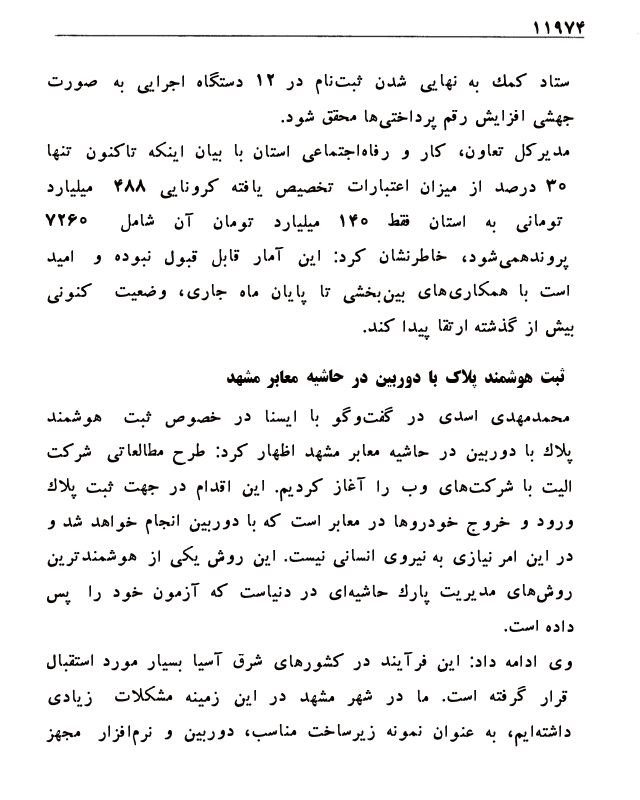 ۱۱۹۷۴
ستاد کمك به نهایی شدن ثبت‌نام در ۱۲ دستگاه اجرایی به صورت
جهشی افزایش رقم پرداختی‌ها محقق شود.
مدیرکل تعاون، کار و رفاه‌اجتماعی استان با بیان اینکه تاکنون تنها
۳۰ درصد از میزان اعتبارات تخصیص یافته کرونایی ۴۸۸ میلیارد
تومانی به استان فقط ۱۴۰ میلیارد تومان آن شامل ۷۲۶۰
پروندهمی‌شود، خاطرنشان کرد: این آمار قابل قبول نبوده و امید
است با همکاری‌های بین‌بخشی تا پایان ماه جاری، وضعیت کنونی
بیش از گذشته ارتقا پیدا کند.
ثبت هوشمند پلاک با دوربین در حاشیه معابر مشهد
محمدمهدی اسدی در گفت‌وگو با ایسنا در خصوص ثبت هوشمند
پلاك با دوربین در حاشیه معابر مشهد اظهار کرد: طرح مطالعاتی شرکت
الیت با شرکت‌های وب را آغاز کردیم. این اقدام در جهت ثبت پلاك
ورود و خروج خودروها در معابر است که با دوربین انجام خواهد شد و
در این امر نیازی به نیروی انسانی نیست. این روش یکی از هوشمندترین
روش‌های مدیریت پارك حاشیه‌ای در دنیاست که آزمون خود را پس
داده است.
وی ادامه داد: این فرآیند در کشورهای شرق آسیا بسیار مورد استقبال
قرار گرفته است. ما در شهر مشهد در این زمینه مشکلات زیادی
داشته‌ایم، به عنوان نمونه زیرساخت مناسب، دوربین و نرم‌افزار مجهز